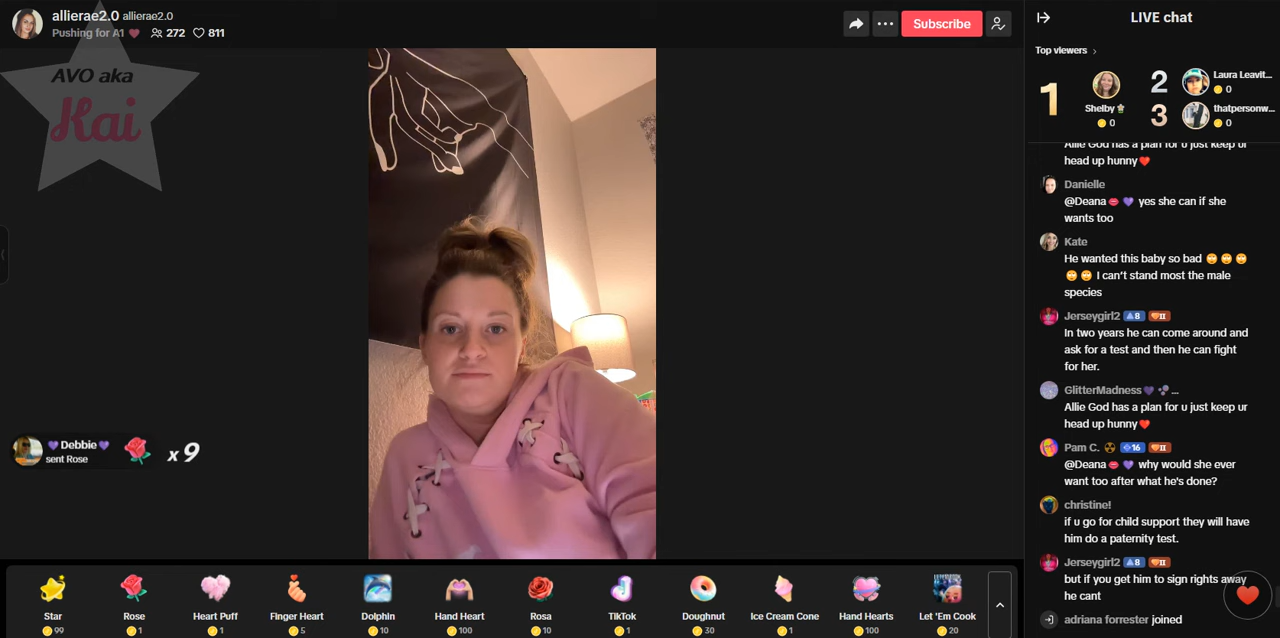 allierae2.0 allierae2.0
Pushing for A1 272 811
Subscribe
LIVE chat
AVO aka
Kai
Top viewers
1
Shelby
0
2
Laura Leavit...
0
3
thatpersonw...
0
Allie God has a plan for u just keep ur
head up hunny
Danielle
@Deana yes she can if she
wants too
Kate
He wanted this baby so bad
I can't stand most the male
species
Jerseygirl2 8 II
In two years he can come around and
ask for a test and then he can fight
for her.
GlitterMadness ...
Allie God has a plan for u just keep ur
head up hunny
Pam C. 16 II
@Deana why would she ever
want too after what he's done?
christine!
if u go for child support they will have
him do a paternity test.
Jerseygirl2 8 II
but if you get him to sign rights away
he cant
adriana forrester joined
Debbie
sent Rose
x 9
Star
99
Rose
1
Heart Puff
1
Finger Heart
5
Dolphin
10
Hand Heart
100
Rosa
10
TikTok
1
Doughnut
30
Ice Cream Cone
1
Hand Hearts
100
Let 'Em Cook
20